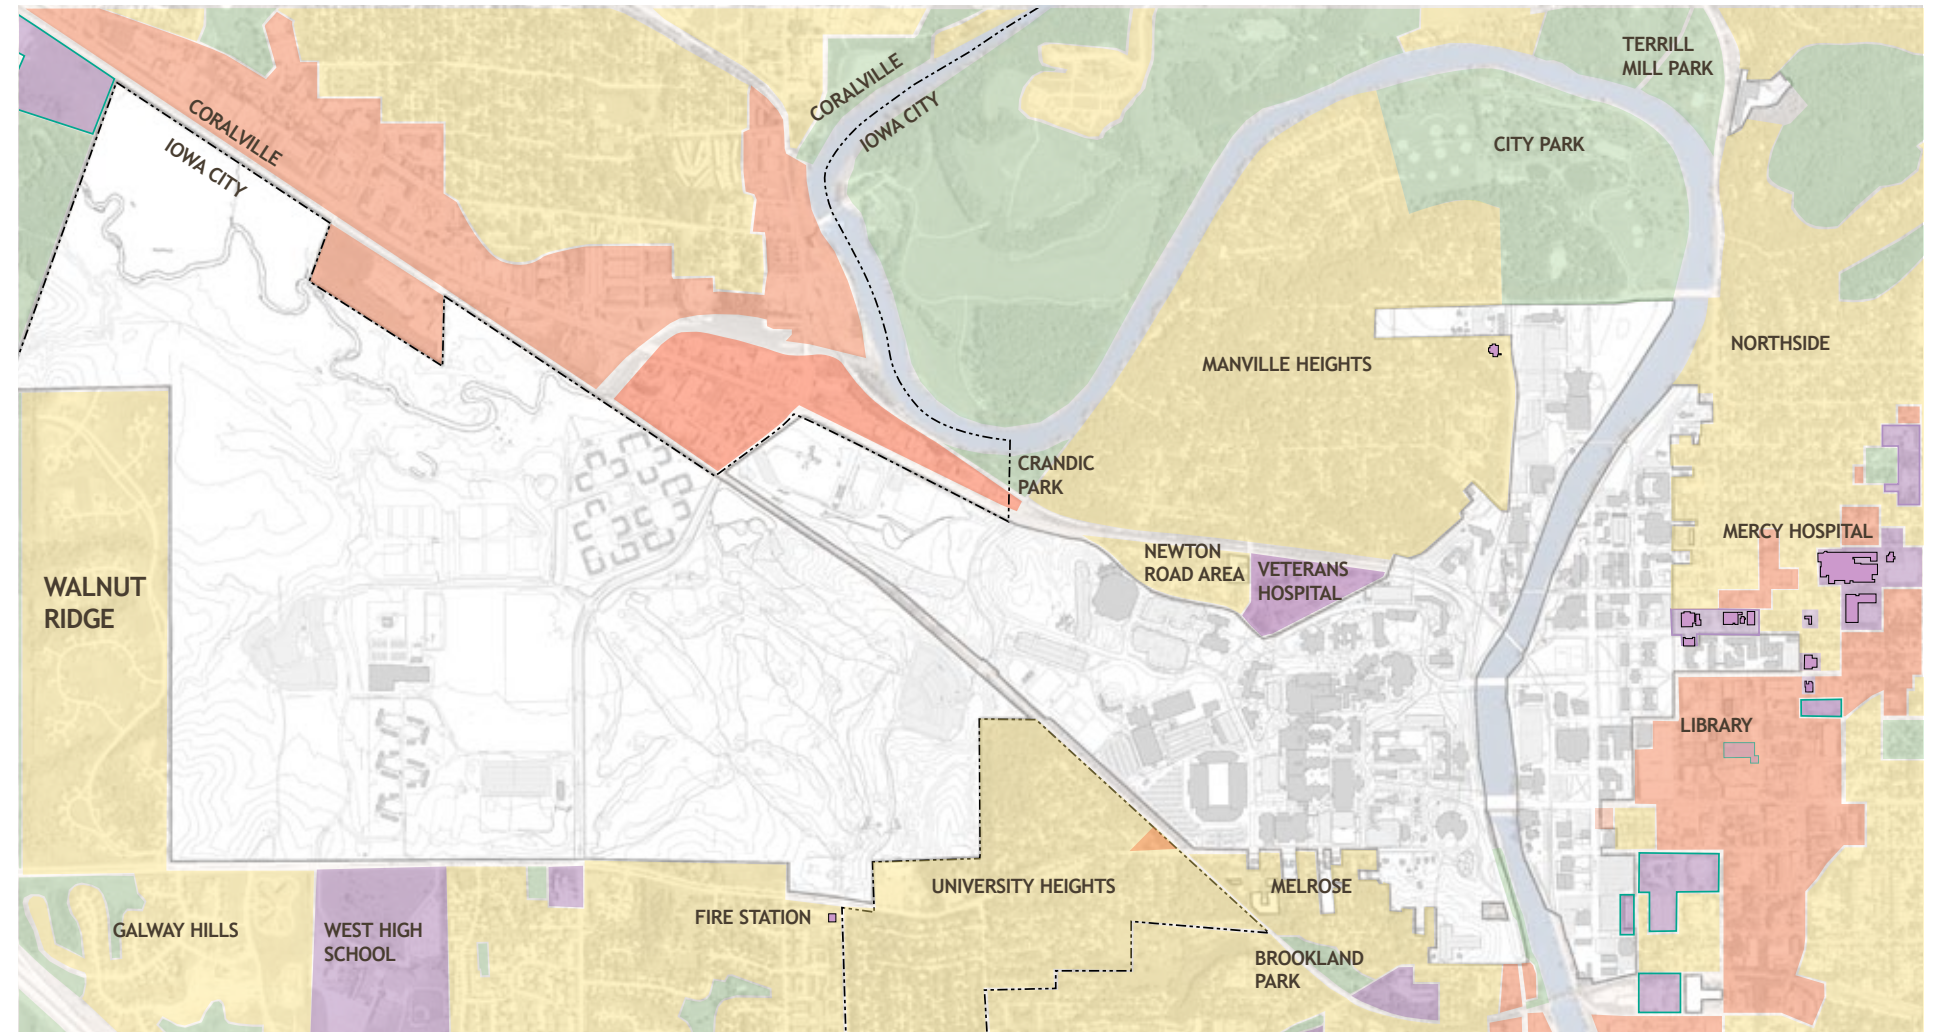 TERRILL
MILL PARK
CORALVILLE
IOWA CITY
CORALVILLE
IOWA CITY
CITY PARK
NORTHSIDE
MANVILLE HEIGHTS
CRANDIC
PARK
MERCY HOSPITAL
NEWTON
ROAD AREA
VETERANS
HOSPITAL
WALNUT
RIDGE
LIBRARY
UNIVERSITY HEIGHTS
MELROSE
FIRE STATION
GALWAY HILLS
WEST HIGH
SCHOOL
BROOKLAND
PARK